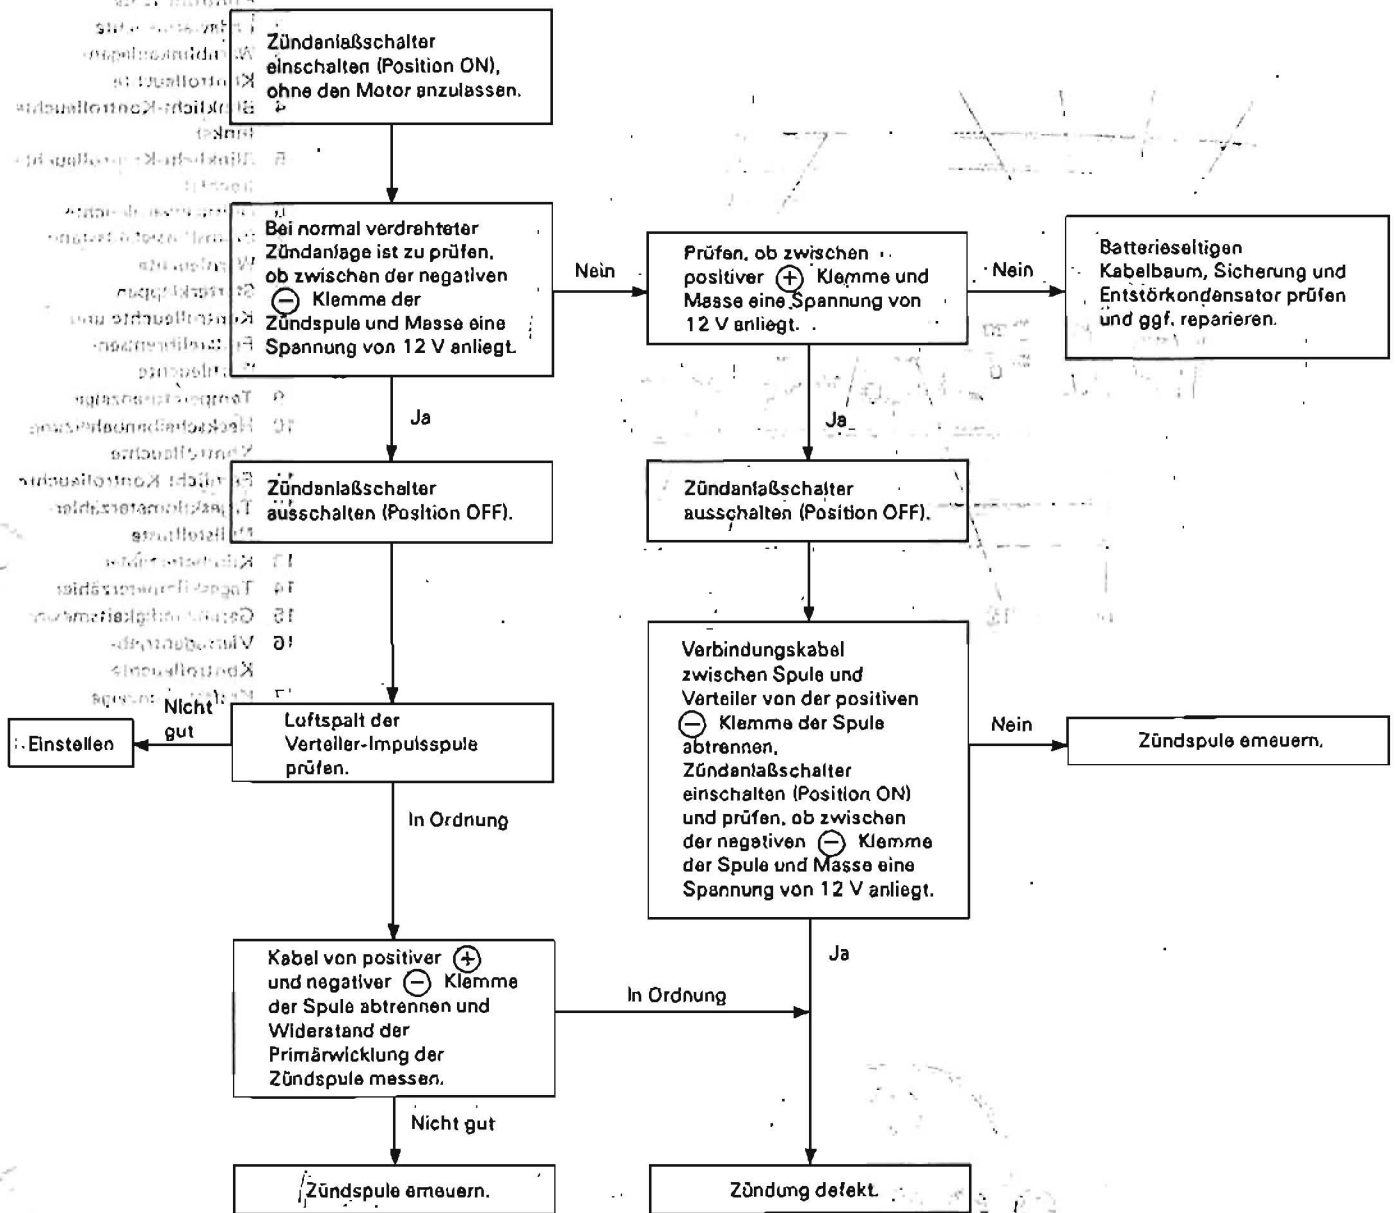 Zündanlaßschalter
einschalten (Position ON),
ohne den Motor anzulassen.
Bei normal verdrahteter
Zündanlage ist zu prüfen,
ob zwischen der negativen
⊖ Klemme der
Zündspule und Masse eine
Spannung von 12 V anliegt.
Nein
Prüfen, ob zwischen
positiver ⊕ Klemme und
Masse eine Spannung von
12 V anliegt.
Nein
Batterieseitigen
Kabelbaum, Sicherung und
Entstörkondensator prüfen
und ggf. reparieren.
Ja
Ja
Zündanlaßschalter
ausschalten (Position OFF).
Zündanlaßschalter
ausschalten (Position OFF).
Verbindungskabel
zwischen Spule und
Verteiler von der positiven
⊖ Klemme der Spule
abtrennen,
Zündanlaßschalter
einschalten (Position ON)
und prüfen, ob zwischen
der negativen ⊖ Klemme
der Spule und Masse eine
Spannung von 12 V anliegt.
Nein
Zündspule erneuern.
Luftspalt der
Verteiler-Impulsspule
prüfen.
Nicht
gut
Einstellen
In Ordnung
Ja
Kabel von positiver ⊕
und negativer ⊖ Klemme
der Spule abtrennen und
Widerstand der
Primärwicklung der
Zündspule messen.
In Ordnung
Nicht gut
Zündspule erneuern.
Zündung defekt.